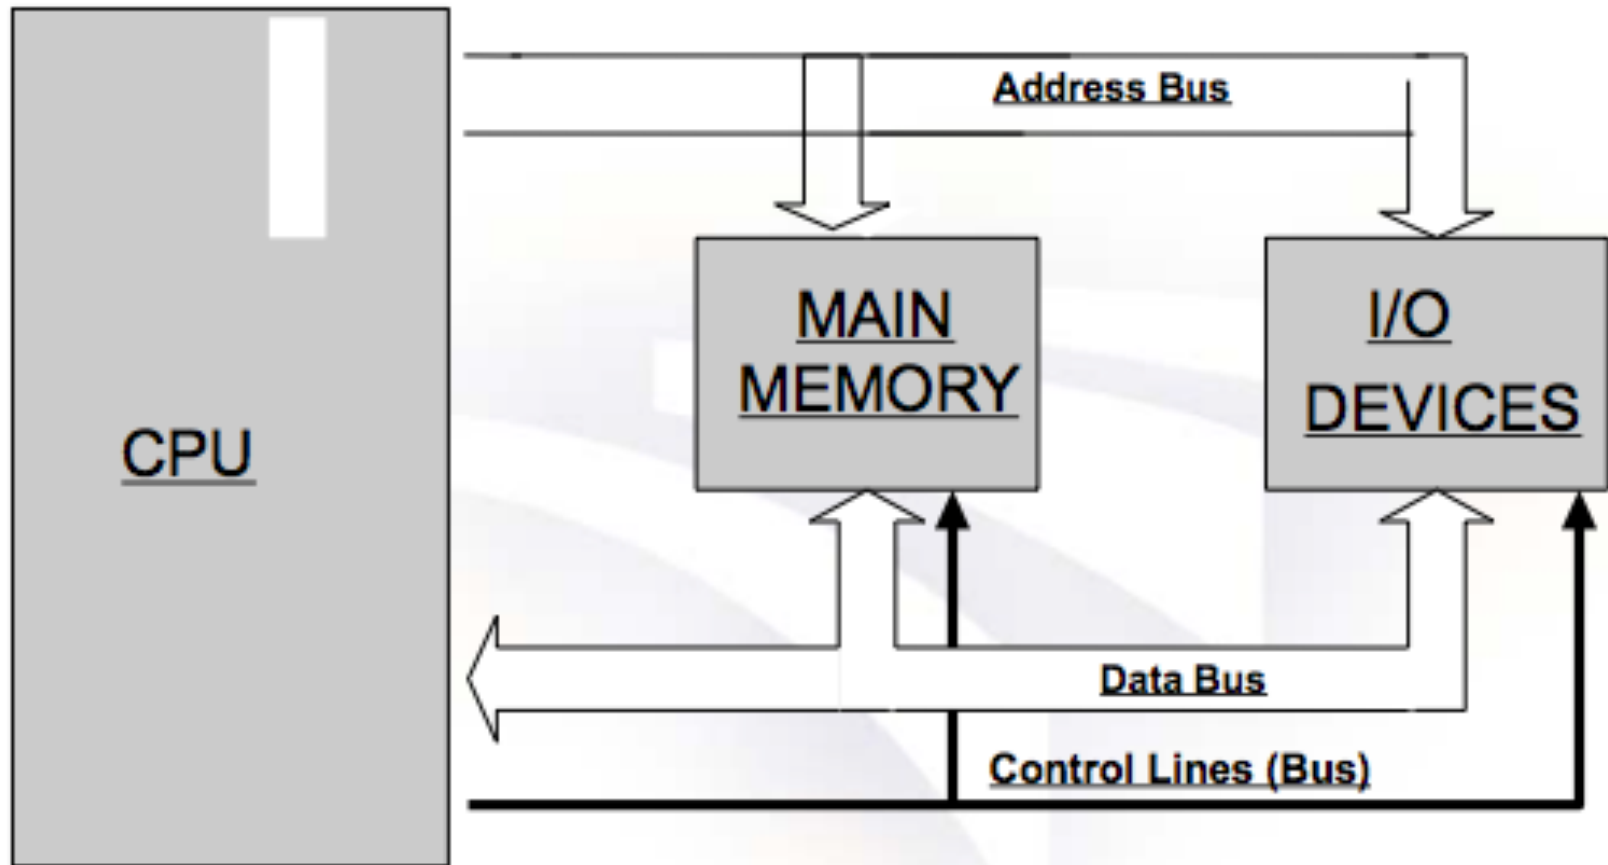 Address Bus
MAIN
MEMORY
I/O
DEVICES
CPU
Data Bus
Control Lines (Bus)